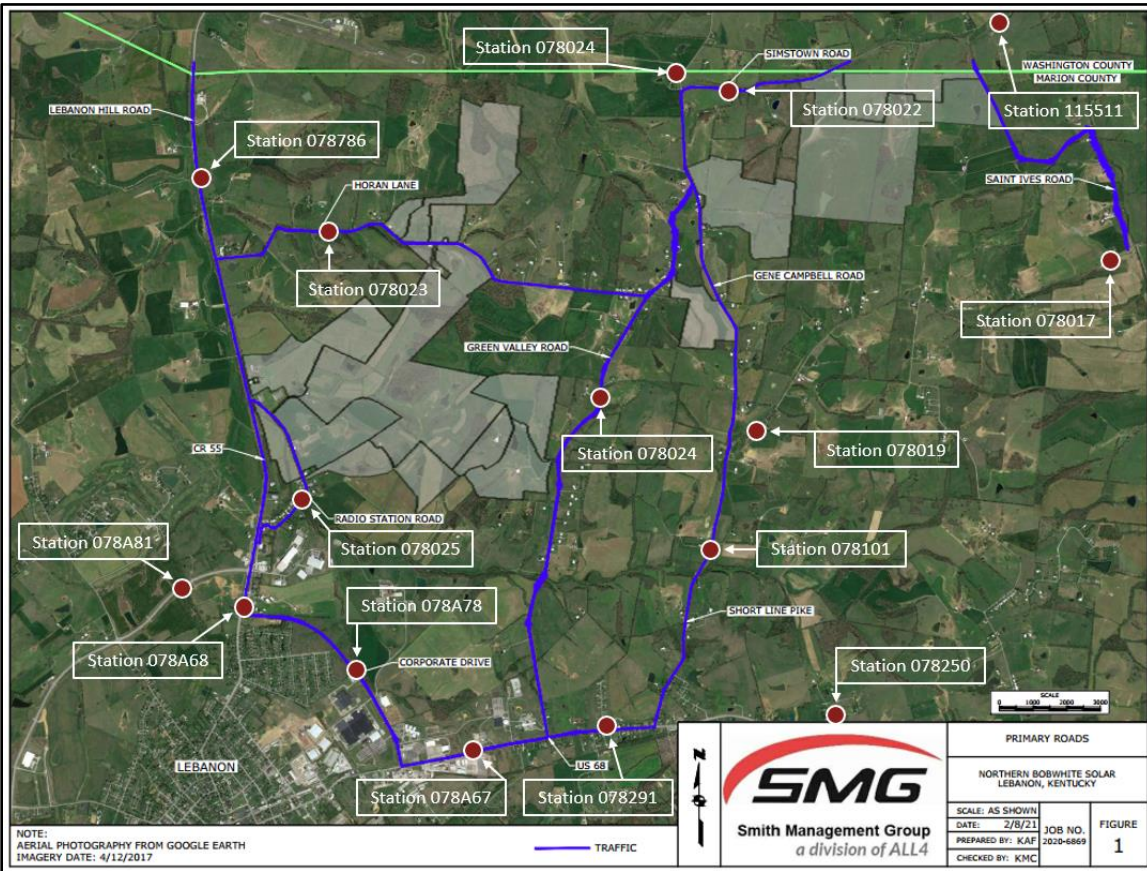 Station 078024
SIMSTOWN ROAD
WASHINGTON COUNTY
MARION COUNTY
LEBANON HILL ROAD
Station 078022
Station 115511
Station 078786
HORAN LANE
SAINT IVES ROAD
Station 078023
GENE CAMPBELL ROAD
Station 078017
GREEN VALLEY ROAD
Station 078024
Station 078019
CR 55
RADIO STATION ROAD
Station 078A81
Station 078025
Station 078101
Station 078A78
SHORT LINE PIKE
Station 078A68
CORPORATE DRIVE
Station 078250
SCALE
0 1000 2000 3000
LEBANON
US 68
Station 078A67
Station 078291
N
SMG
Smith Management Group
a division of ALL4
PRIMARY ROADS
NORTHERN BOBWHITE SOLAR
LEBANON, KENTUCKY
SCALE: AS SHOWN
DATE: 2/8/21
PREPARED BY: KAF
CHECKED BY: KMC
JOB NO.
2020-6869
FIGURE
1
NOTE:
AERIAL PHOTOGRAPHY FROM GOOGLE EARTH
IMAGERY DATE: 4/12/2017
TRAFFIC